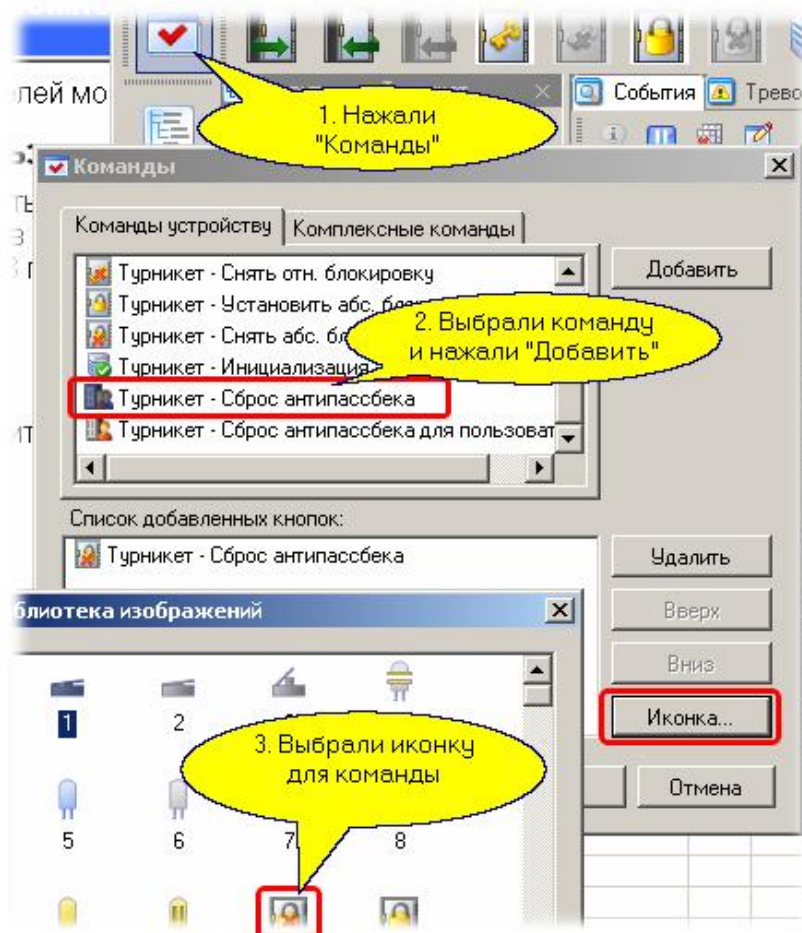 лей мо
События
Трево
1. Нажали
"Команды"
Команды
Команды устройству
Комплексные команды
Турникет - Снять отн. блокировку
Добавить
Турникет - Установить абс. бло
Турникет - Снять абс. бл
2. Выбрали команду
и нажали "Добавить"
Турникет - Инициализация
Турникет - Сброс антипассбека
Турникет - Сброс антипассбека для пользоват
Список добавленных кнопок:
Турникет - Сброс антипассбека
Удалить
блиотека изображений
Вверх
Вниз
1
2
Иконка...
3. Выбрали иконку
для команды
Отмена
5
6
7
8